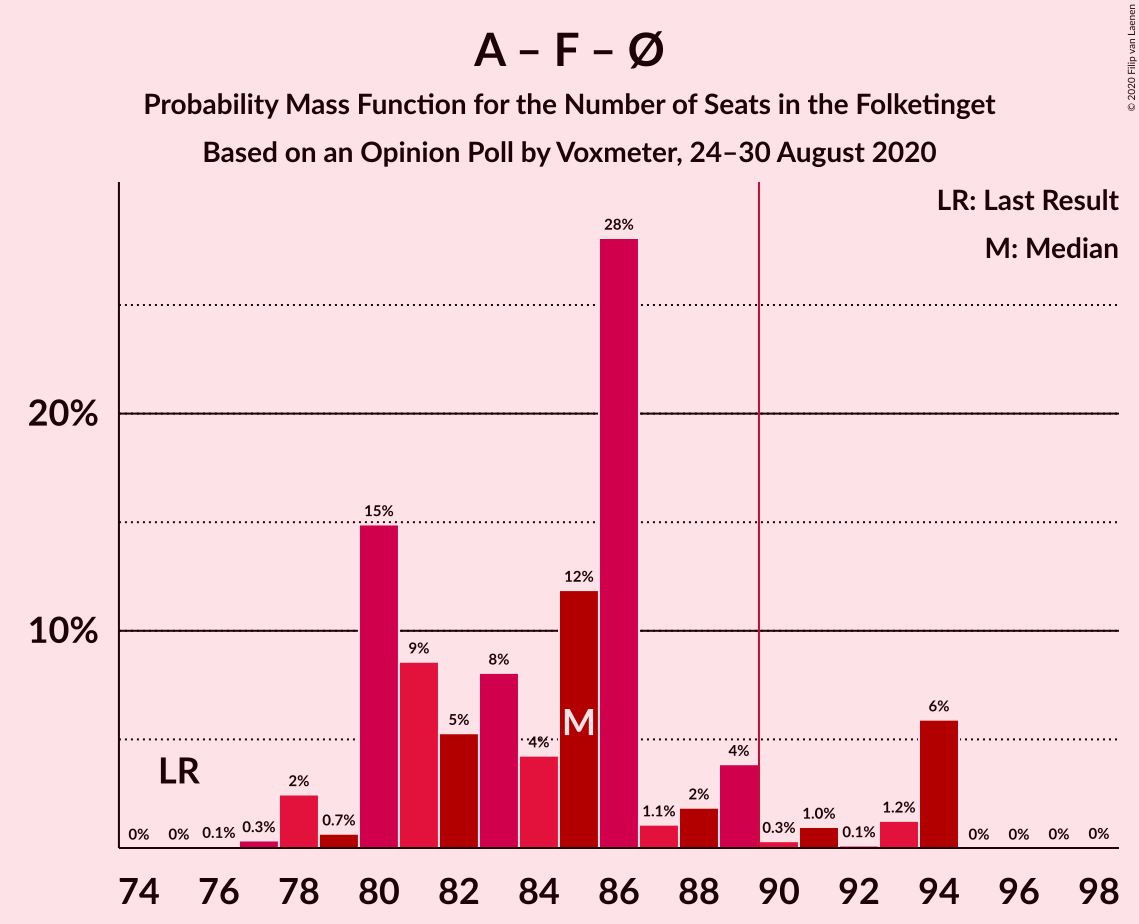 A – F – Ø
Probability Mass Function for the Number of Seats in the Folketinget
Based on an Opinion Poll by Voxmeter, 24–30 August 2020
© 2020 Filip van Laenen
LR: Last Result
M: Median
28%
20%
15%
12%
10%
9%
8%
6%
5%
4%
M
4%
LR
2%
2%
1.1%
1.0%
1.2%
0.7%
0% 0% 0.1% 0.3% 0.3% 0.1% 0% 0% 0% 0%
74 76 78 80 82 84 86 88 90 92 94 96 98